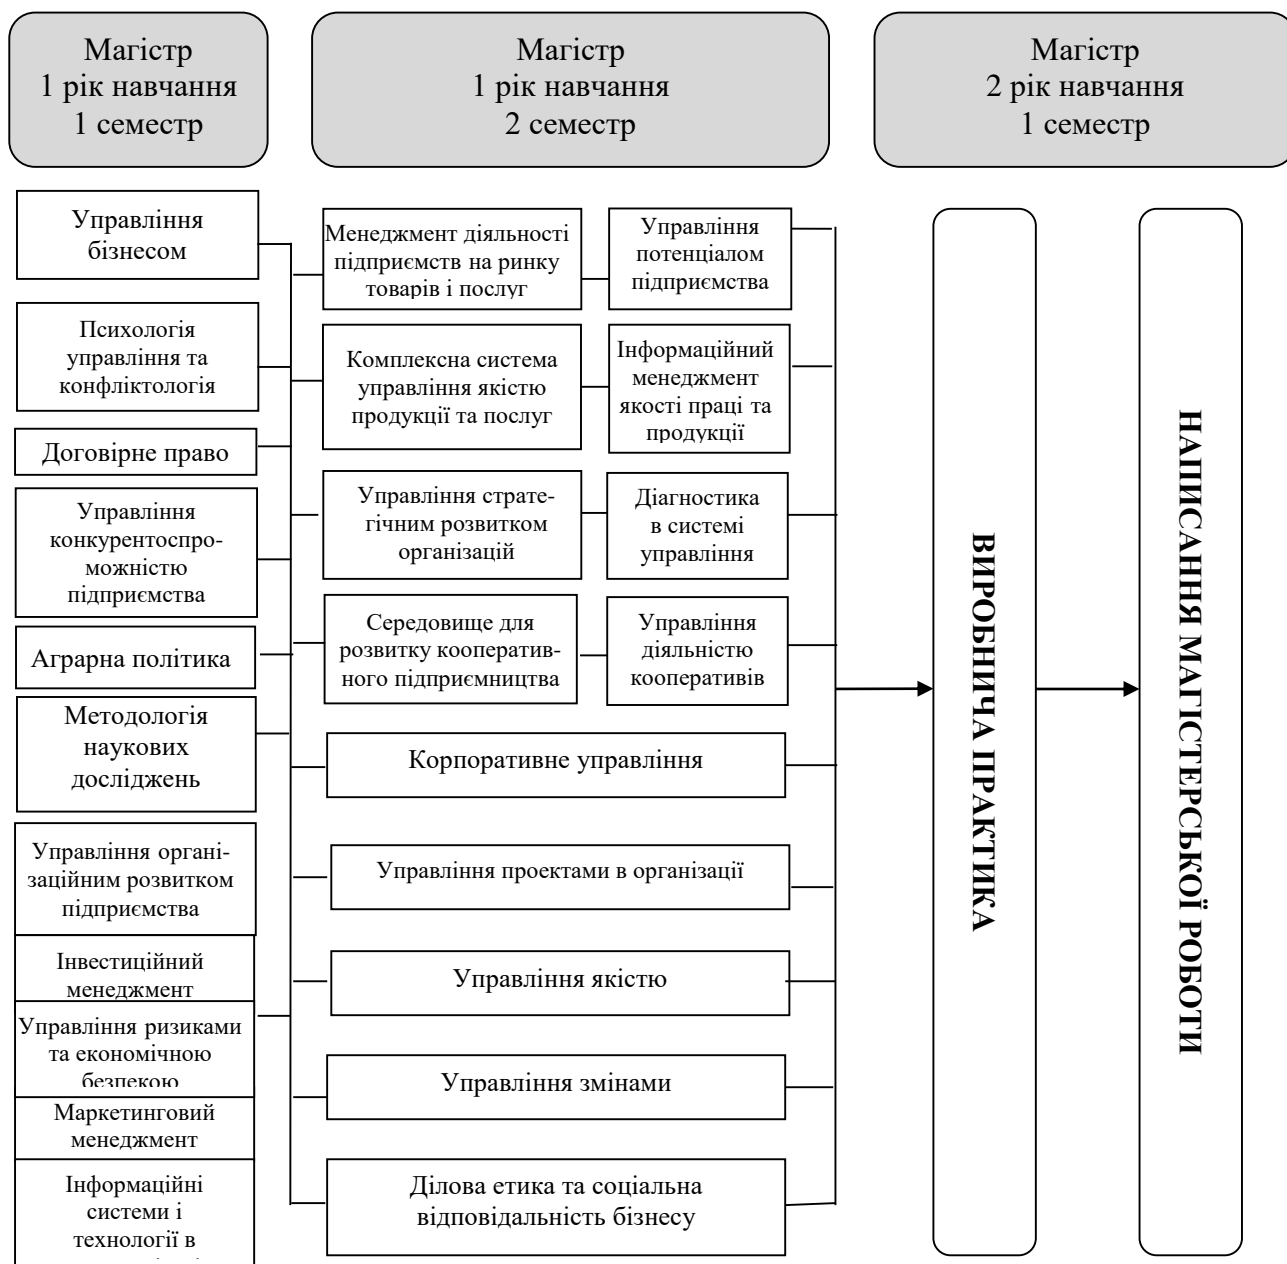 Магістр
1 рік навчання
1 семестр
Магістр
1 рік навчання
2 семестр
Магістр
2 рік навчання
1 семестр
Управління
бізнесом
Психологія
управління та
конфліктологія
Договірне право
Управління
конкурентоспро-
можністю
підприємства
Аграрна політика
Методологія
наукових
досліджень
Управління органі-
заційним розвитком
підприємства
Інвестиційний
менеджмент
Управління ризиками
та економічною
безпекою
Маркетинговий
менеджмент
Інформаційні
системи і
технології в
Менеджмент діяльності
підприємств на ринку
товарів і послуг
Управління
потенціалом
підприємства
Комплексна система
управління якістю
продукції та послуг
Інформаційний
менеджмент
якості праці та
продукції
Управління страте-
гічним розвитком
організацій
Діагностика
в системі
управління
Середовище для
розвитку кооператив-
ного підприємництва
Управління
діяльністю
кооперативів
Корпоративне управління
Управління проектами в організації
Управління якістю
Управління змінами
Ділова етика та соціальна
відповідальність бізнесу
ВИРОБНИЧА ПРАКТИКА
НАПИСАННЯ МАГІСТЕРСЬКОЇ РОБОТИ